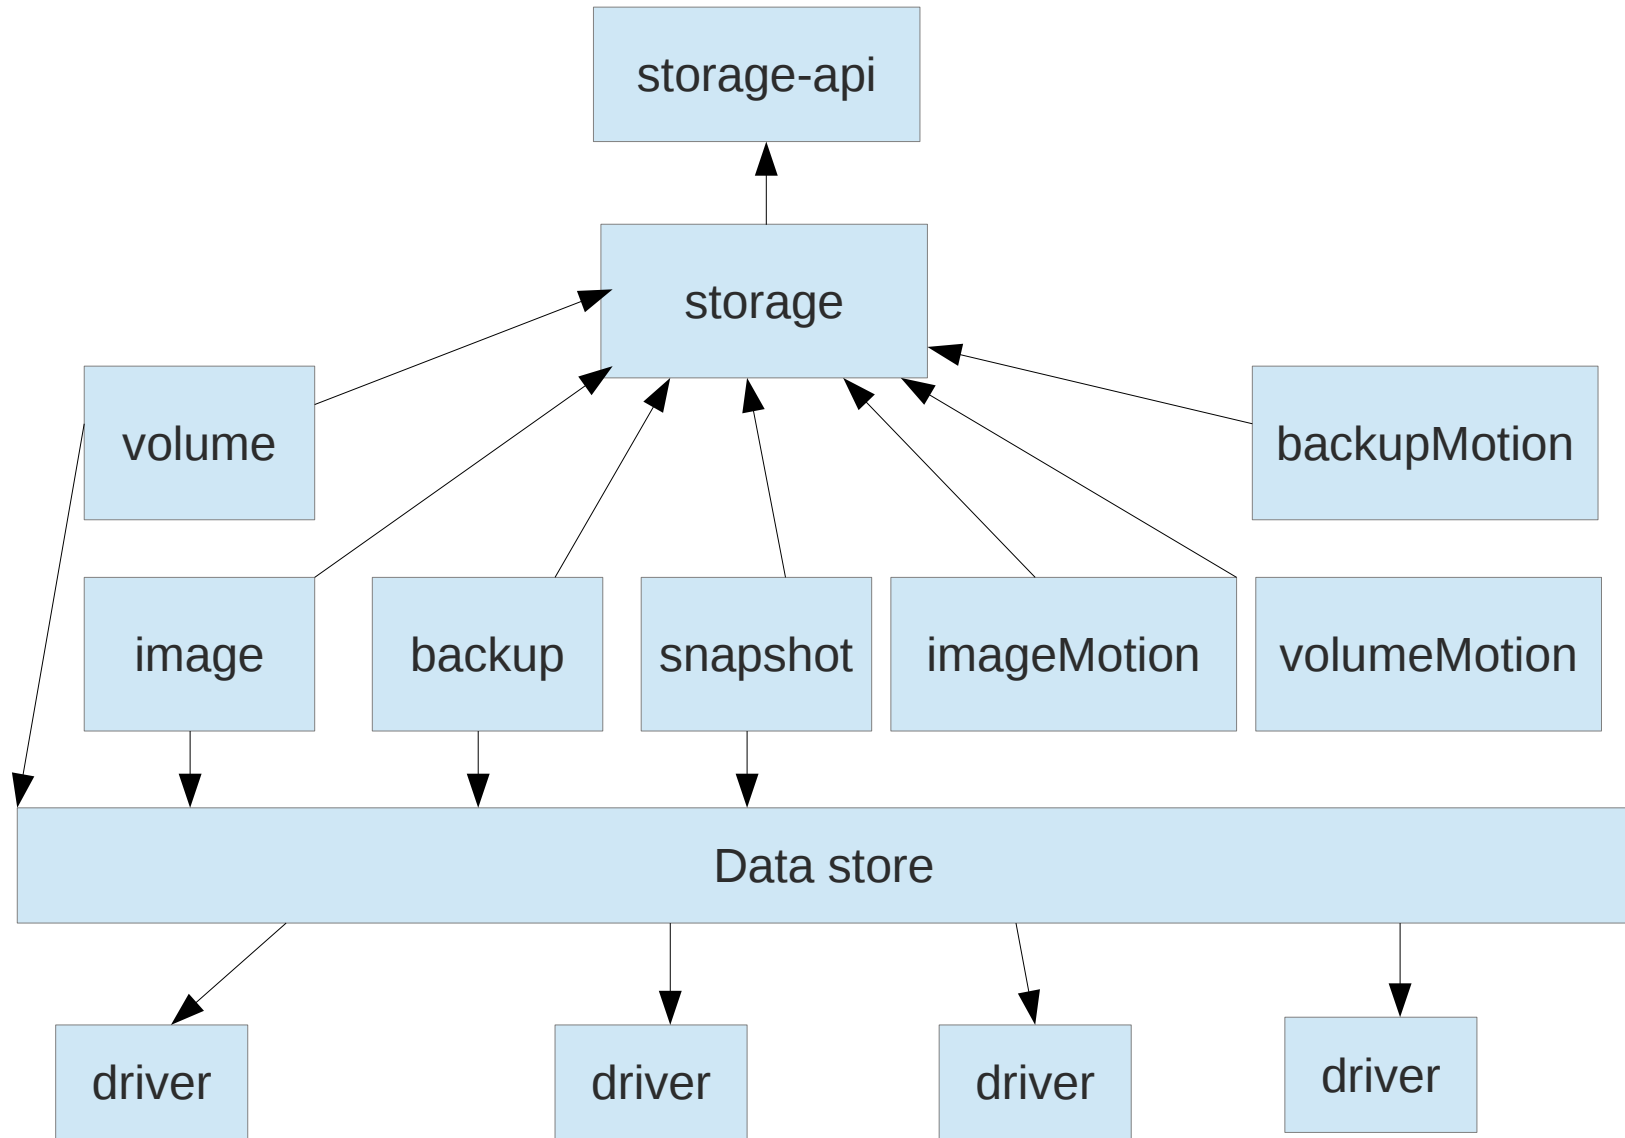 storage-api
storage
volume
backupMotion
image
backup
snapshot
imageMotion
volumeMotion
Data store
driver
driver
driver
driver